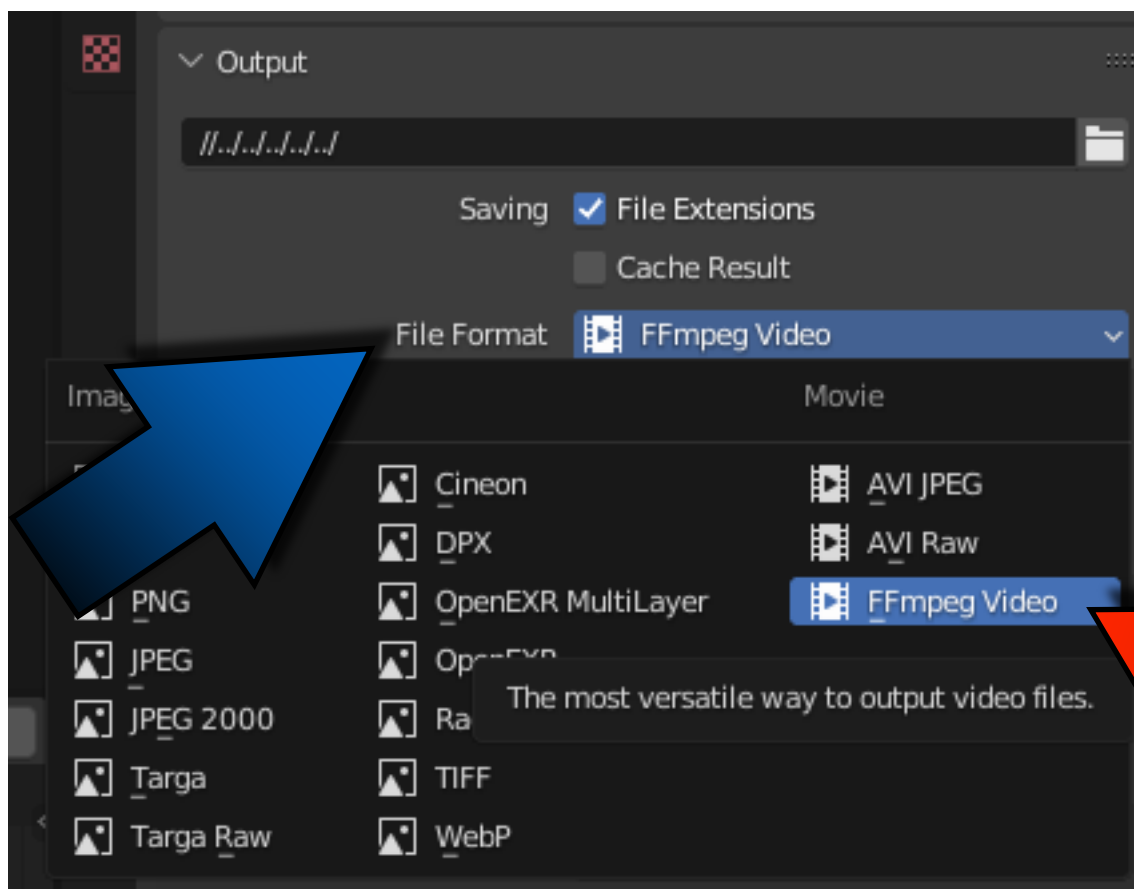 Output
//../../../../../
Saving File Extensions
Cache Result
File Format FFmpeg Video
Movie
Cineon AVI JPEG
DPX AVI Raw
PNG OpenEXR MultiLayer FFmpeg Video
JPEG
The most versatile way to output video files.
JPEG 2000
Targa TIFF
Targa Raw WebP